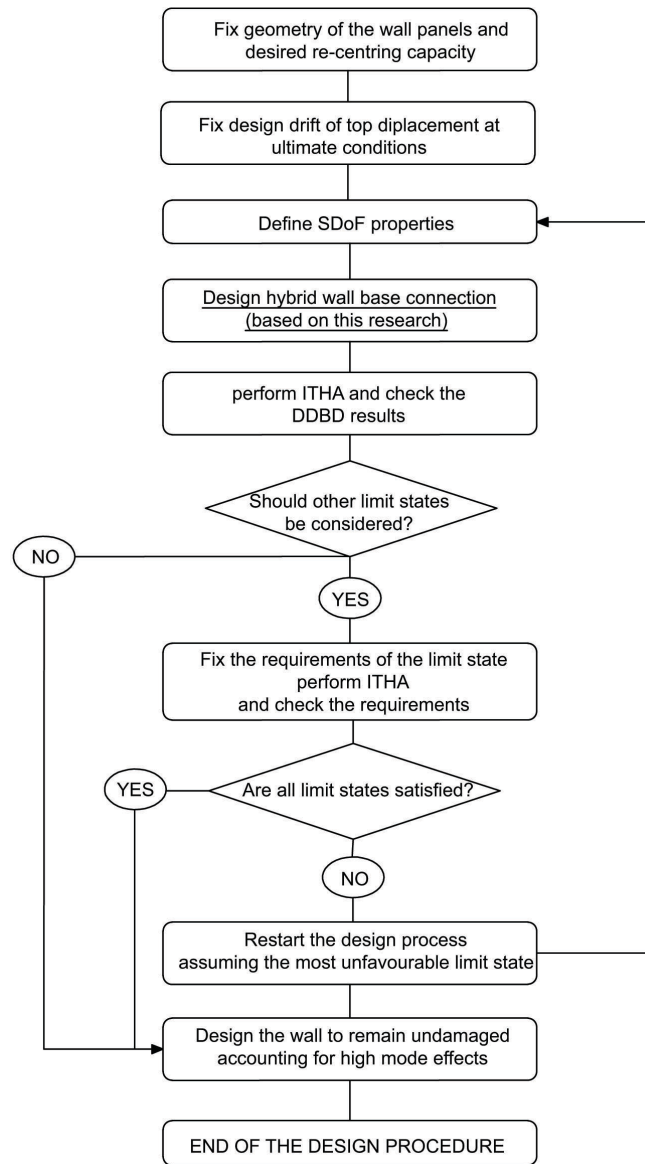 Fix geometry of the wall panels and
desired re-centring capacity
Fix design drift of top diplacement at
ultimate conditions
Define SDoF properties
Design hybrid wall base connection
(based on this research)
perform ITHA and check the
DDBD results
Should other limit states
be considered?
NO
YES
Fix the requirements of the limit state
perform ITHA
and check the requirements
YES
Are all limit states satisfied?
NO
Restart the design process
assuming the most unfavourable limit state
Design the wall to remain undamaged
accounting for high mode effects
END OF THE DESIGN PROCEDURE